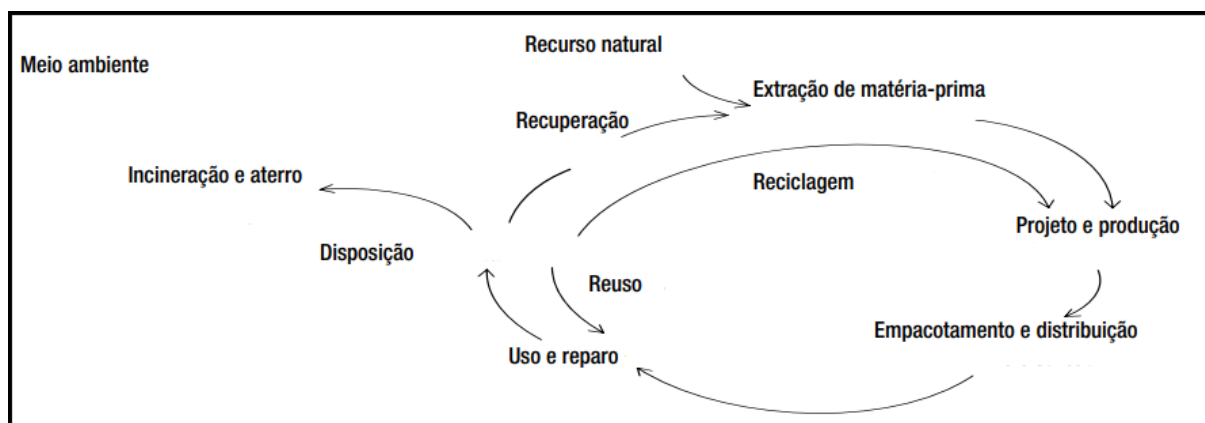 Recurso natural
Meio ambiente
Extração de matéria-prima
Recuperação
Incineração e aterro
Reciclagem
Projeto e produção
Disposição
Reuso
Empacotamento e distribuição
Uso e reparo